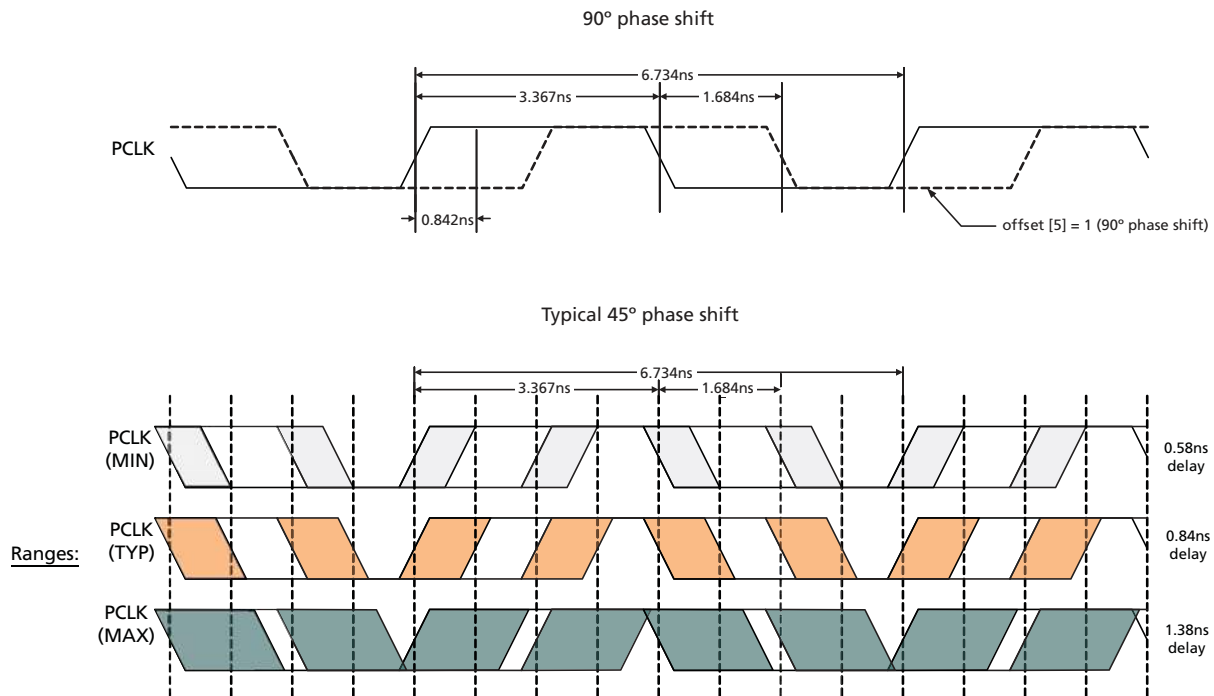 90º phase shift
6.734ns
3.367ns
1.684ns
PCLK
0.842ns
offset [5] = 1 (90º phase shift)
Typical 45º phase shift
6.734ns
3.367ns
1.684ns
PCLK
(MIN)
0.58ns
delay
Ranges:
PCLK
(TYP)
0.84ns
delay
PCLK
(MAX)
1.38ns
delay